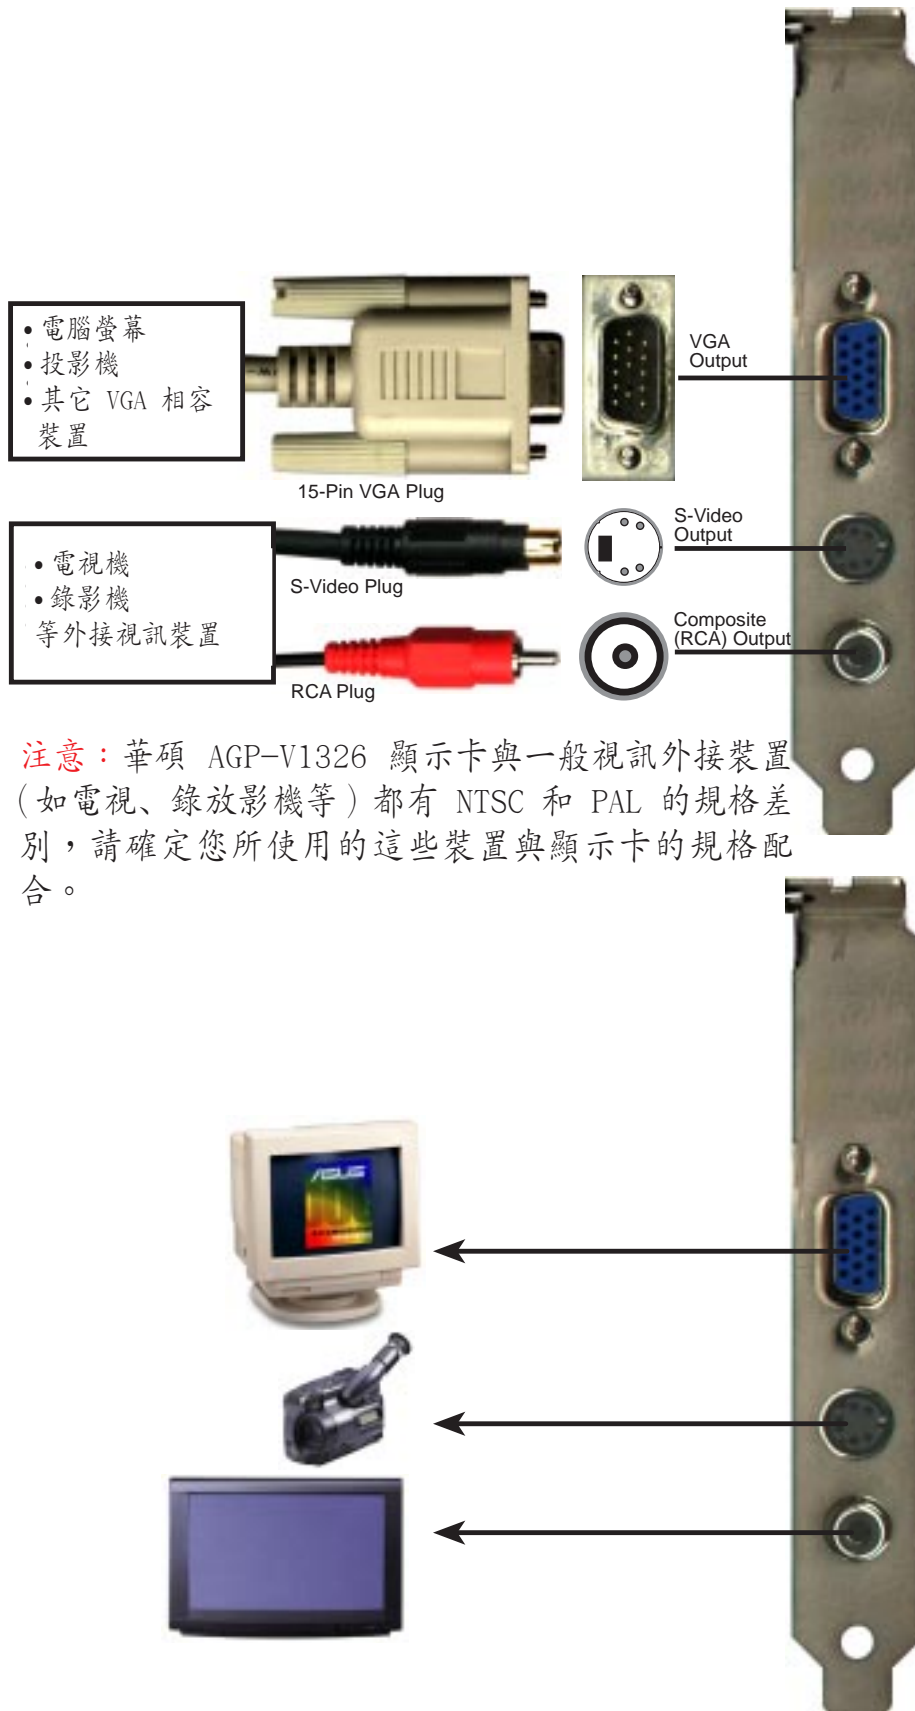 • 電腦螢幕
• 投影機
• 其它 VGA 相容
裝置
15-Pin VGA Plug
VGA
Output
• 電視機
• 錄影機
等外接視訊裝置
S-Video Plug
S-Video
Output
RCA Plug
Composite
(RCA) Output
注意：華碩 AGP-V1326 顯示卡與一般視訊外接裝置
(如電視、錄放影機等)都有 NTSC 和 PAL 的規格差
別，請確定您所使用的這些裝置與顯示卡的規格配
合。
ASUS